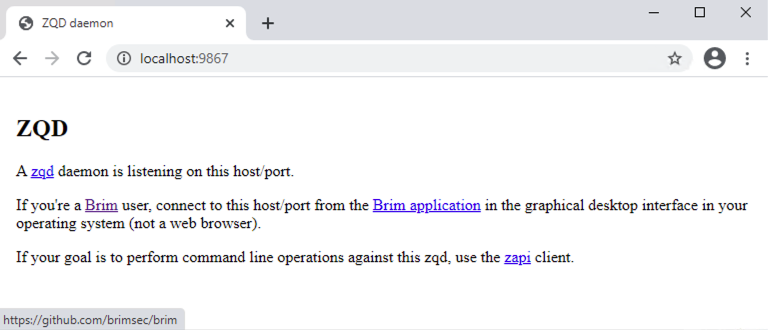 ZQD daemon
localhost:9867
ZQD
A zqd daemon is listening on this host/port.
If you're a Brim user, connect to this host/port from the Brim application in the graphical desktop interface in your
operating system (not a web browser).
If your goal is to perform command line operations against this zqd, use the zapi client.
https://github.com/brimsec/brim